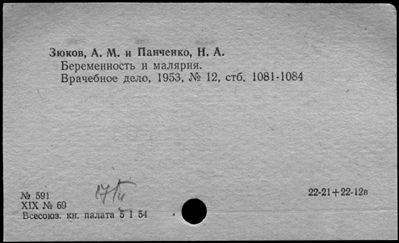 Зюков, А. М. и Панченко, Н. А.
Беременность и малярия.
Врачебное дело, 1953, № 12, стб. 1081-1084
№ 591
XIX № 69
Всесоюз. кн. палата 5 1 54
22-21+22-12в